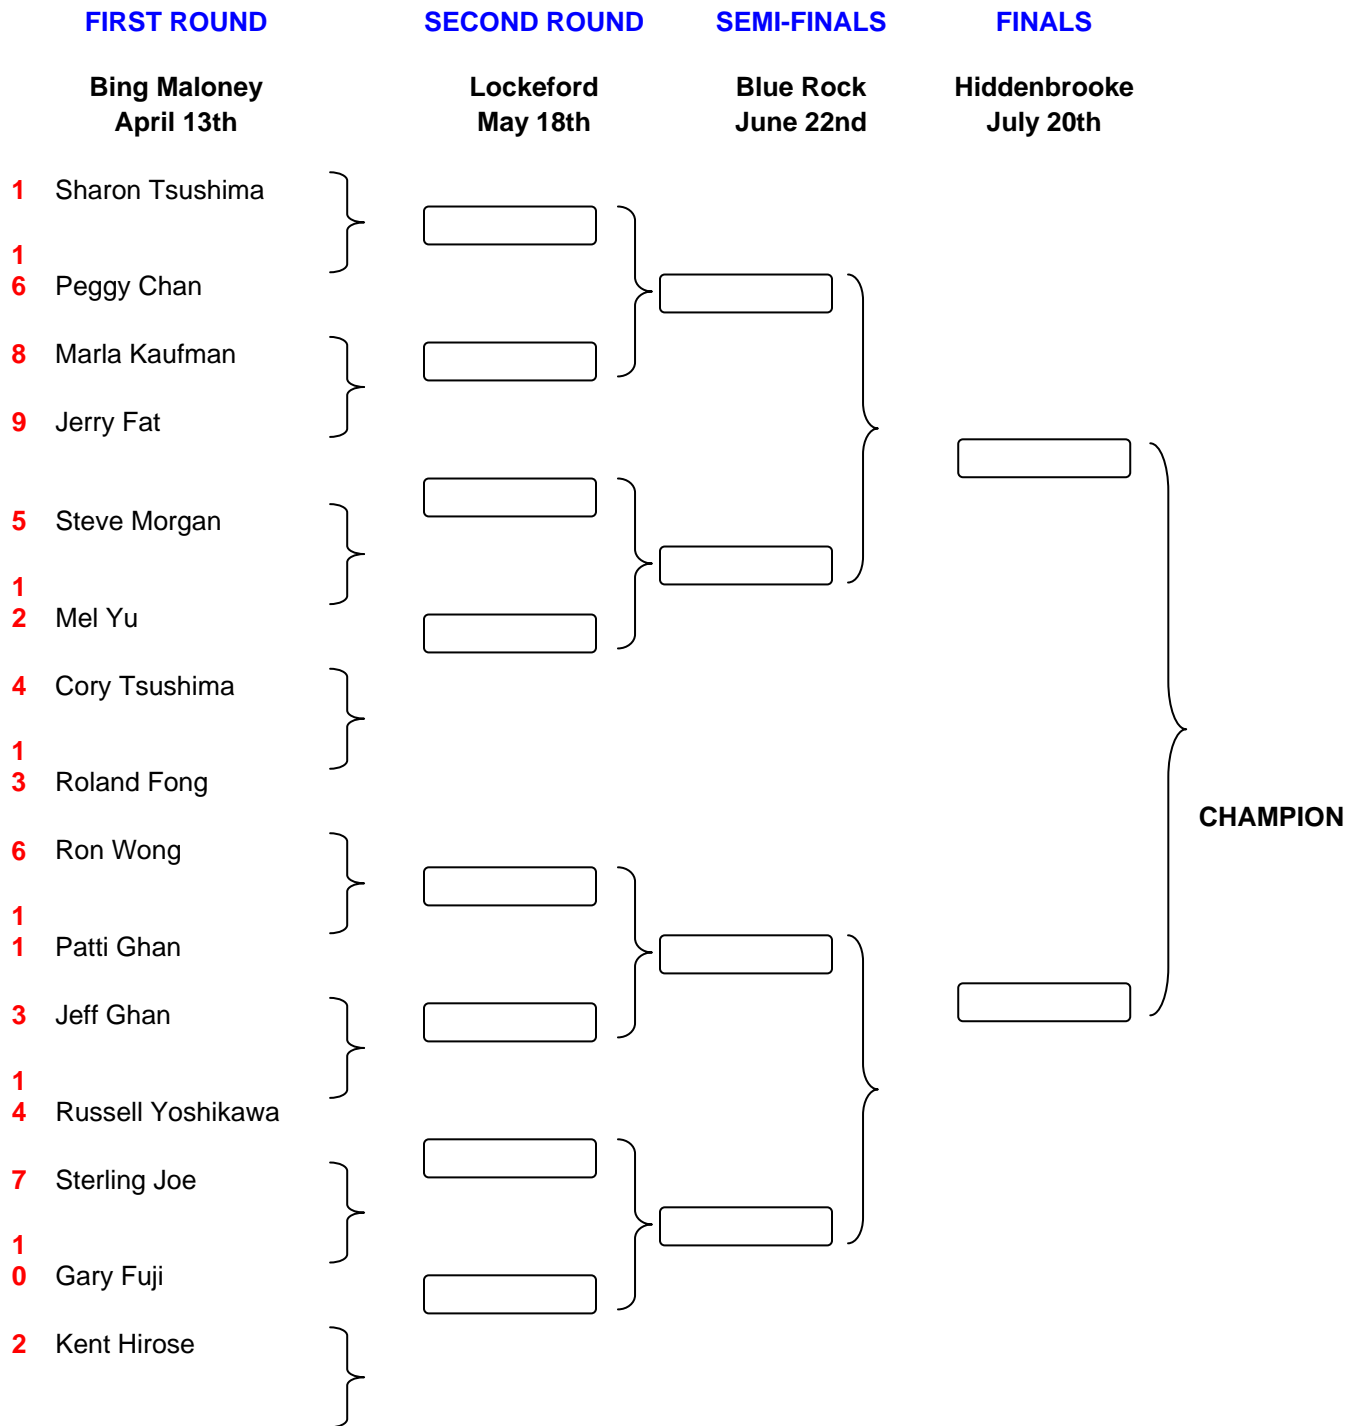 FIRST ROUND SECOND ROUND SEMI-FINALS FINALS
Bing Maloney Lockeford Blue Rock Hiddenbrooke
April 13th May 18th June 22nd July 20th
1 Sharon Tsushima
1
6 Peggy Chan
8 Marla Kaufman
9 Jerry Fat
5 Steve Morgan
1
2 Mel Yu
4 Cory Tsushima
1
3 Roland Fong
CHAMPION
6 Ron Wong
1
1 Patti Ghan
3 Jeff Ghan
1
4 Russell Yoshikawa
7 Sterling Joe
1
0 Gary Fuji
2 Kent Hirose